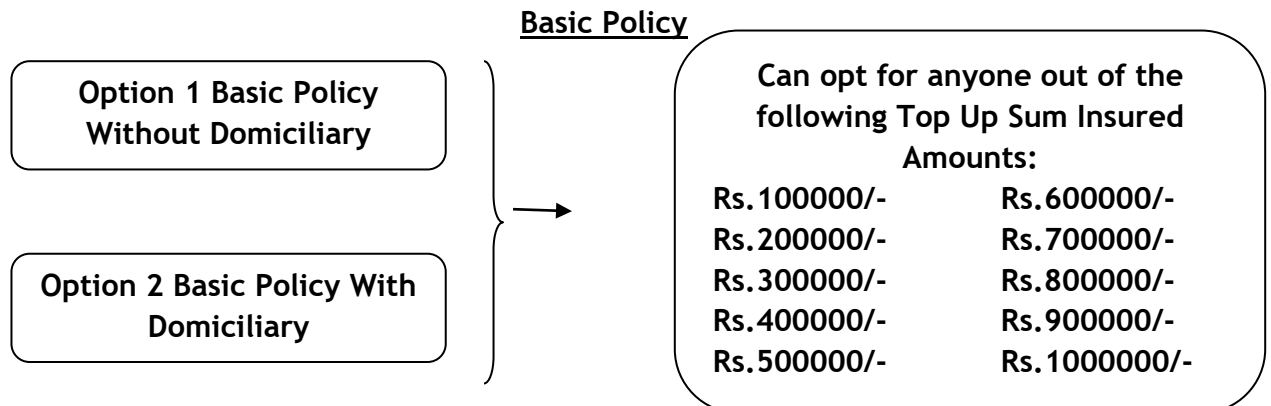 Basic Policy
Option 1 Basic Policy
Without Domiciliary
Option 2 Basic Policy With
Domiciliary
Can opt for anyone out of the
following Top Up Sum Insured
Amounts:
Rs.100000/- Rs.600000/-
Rs.200000/- Rs.700000/-
Rs.300000/- Rs.800000/-
Rs.400000/- Rs.900000/-
Rs.500000/- Rs.1000000/-